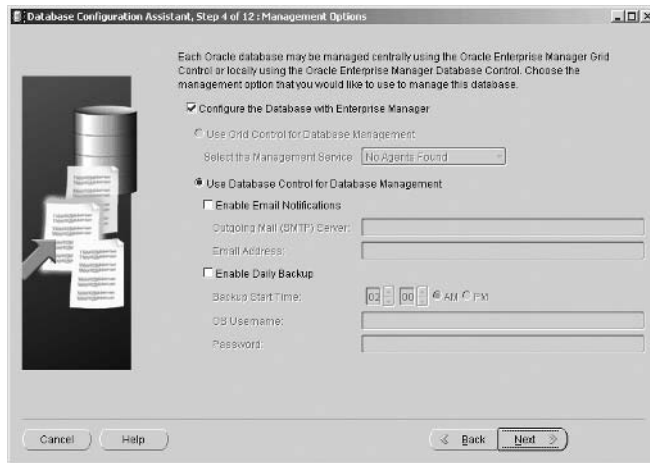 Database Configuration Assistant, Step 4 of 12 : Management Options
Each Oracle database may be managed centrally using the Oracle Enterprise Manager Grid
Control or locally using the Oracle Enterprise Manager Database Control. Choose the
management option that you would like to use to manage this database.
Configure the Database with Enterprise Manager
Use Grid Control for Database Management
Select the Management Service No Agents Found
Use Database Control for Database Management
Enable Email Notifications
Outgoing Mail (SMTP) Server:
Email Address:
Enable Daily Backup
Backup Start Time: 02 00 AM PM
OS Username:
Password:
Cancel Help Back Next